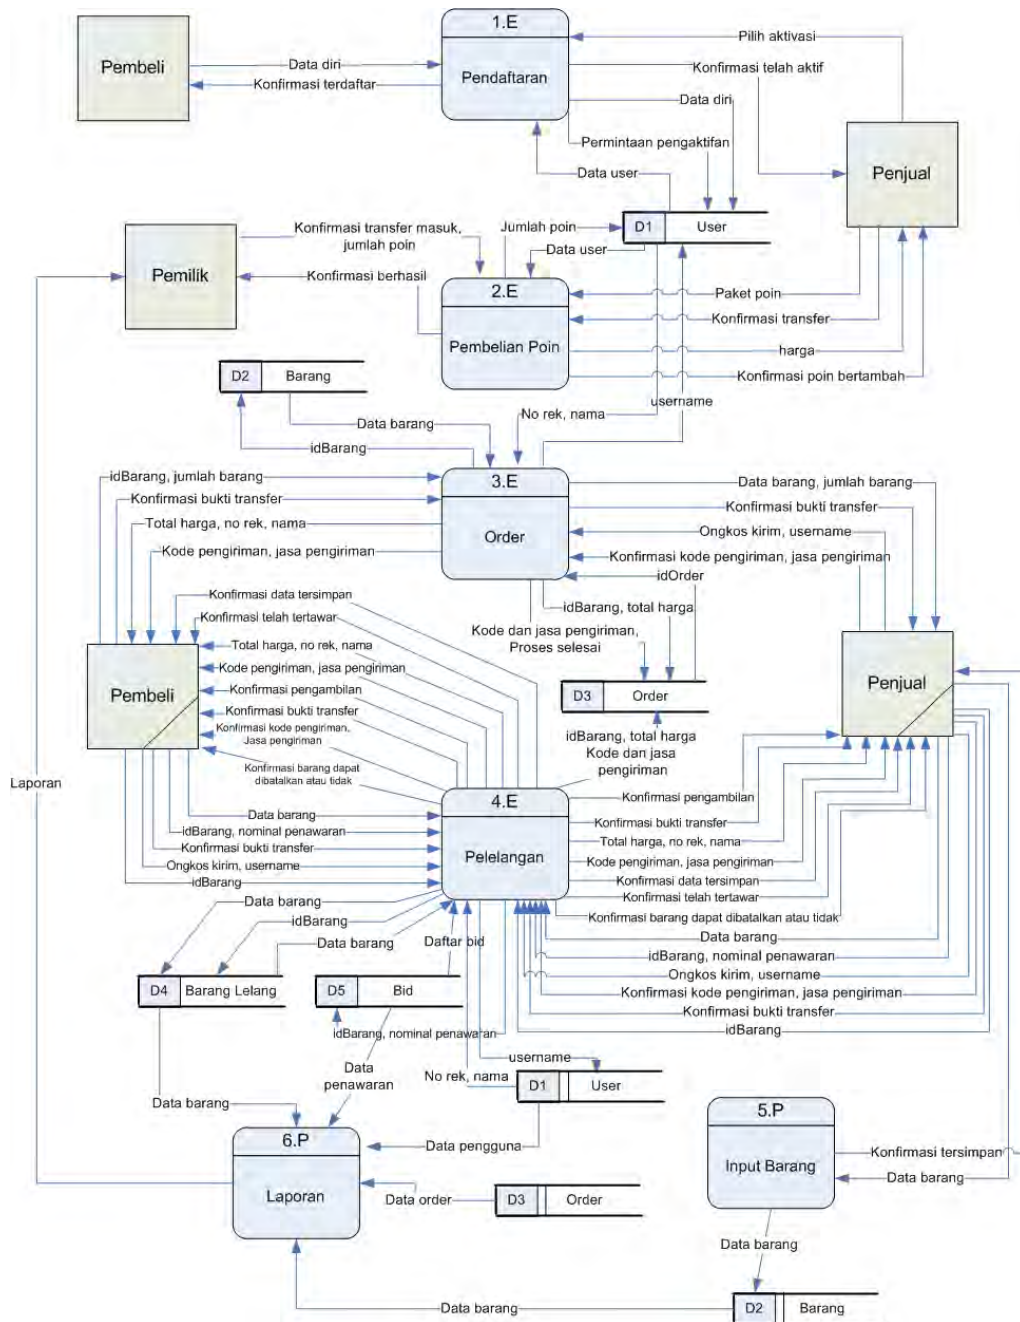 1.E
Pilih aktivasi
Pembeli
Data diri
Pendaftaran
Konfirmasi telah aktif
Konfirmasi terdaftar
Data diri
Permintaan pengaktifan
Penjual
Data user
Konfirmasi transfer masuk,
jumlah poin
Jumlah poin
D1
User
Data user
Pemilik
Konfirmasi berhasil
2.E
Paket poin
Konfirmasi transfer
Pembelian Poin
harga
Konfirmasi poin bertambah
D2
Barang
username
No rek, nama
Data barang
idBarang
idBarang, jumlah barang
3.E
Data barang, jumlah barang
Konfirmasi bukti transfer
Konfirmasi bukti transfer
Total harga, no rek, nama
Order
Ongkos kirim, username
Kode pengiriman, jasa pengiriman
Konfirmasi kode pengiriman, jasa pengiriman
idOrder
Konfirmasi data tersimpan
idBarang, total harga
Konfirmasi telah tertawar
Kode dan jasa pengiriman,
Proses selesai
Total harga, no rek, nama
Kode pengiriman, jasa pengiriman
Pembeli
Penjual
Konfirmasi pengambilan
D3
Order
Konfirmasi bukti transfer
Konfirmasi kode pengiriman,
Jasa pengiriman
idBarang, total harga
Kode dan jasa
pengiriman
Konfirmasi barang dapat
dibatalkan atau tidak
Laporan
4.E
Konfirmasi pengambilan
Data barang
Konfirmasi bukti transfer
idBarang, nominal penawaran
Total harga, no rek, nama
Konfirmasi bukti transfer
Pelelangan
Kode pengiriman, jasa pengiriman
Ongkos kirim, username
Konfirmasi data tersimpan
idBarang
Konfirmasi telah tertawar
Data barang
Konfirmasi barang dapat dibatalkan atau tidak
idBarang
Data barang
Data barang
Daftar bid
idBarang, nominal penawaran
Ongkos kirim, username
D4
Barang Lelang
D5
Bid
Konfirmasi kode pengiriman, jasa pengiriman
Konfirmasi bukti transfer
idBarang, nominal penawaran
idBarang
username
Data
penawaran
No rek, nama
D1
User
Data barang
5.P
6.P
Data pengguna
Konfirmasi tersimpan
Input Barang
Data barang
Laporan
Data order
D3
Order
Data barang
Data barang
D2
Barang